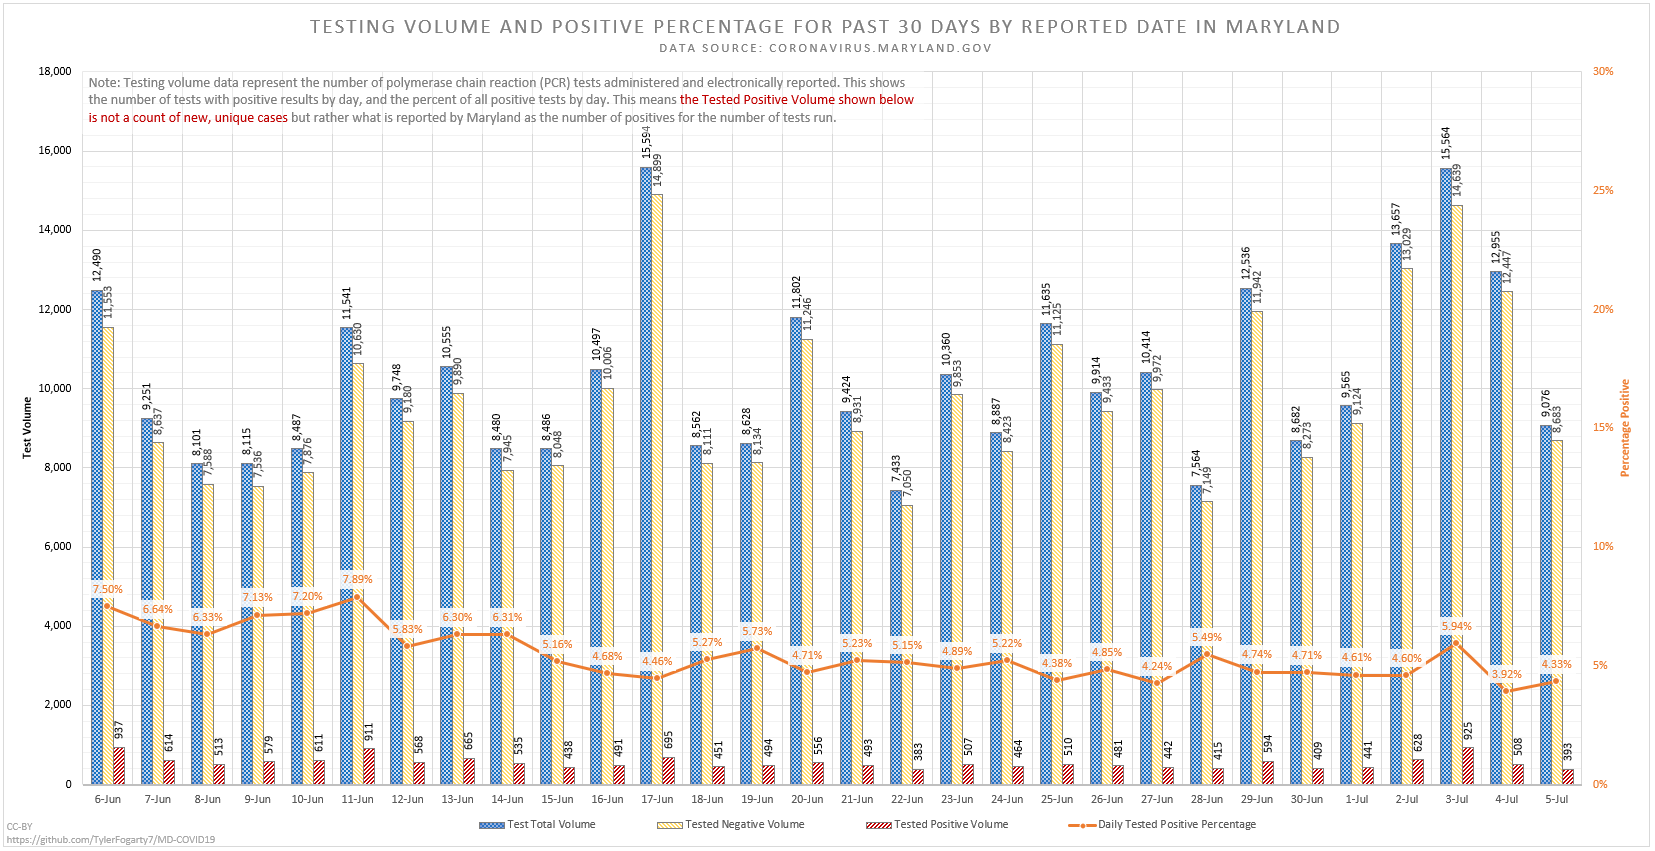 TESTING VOLUME AND POSITIVE PERCENTAGE FOR PAST 30 DAYS BY REPORTED DATE IN MARYLAND
DATA SOURCE: CORONAVIRUS.MARYLAND.GOV
Note: Testing volume data represent the number of polymerase chain reaction (PCR) tests administered and electronically reported. This shows
the number of tests with positive results by day, and the percent of all positive tests by day. This means the Tested Positive Volume shown below
is not a count of new, unique cases but rather what is reported by Maryland as the number of positives for the number of tests run.
18,000
16,000
14,000
12,000
10,000
8,000
6,000
4,000
2,000
0
Test Volume
12,490 9,251 8,101 8,115 8,487 11,541 9,748 10,555 8,480 8,486 10,497 15,594 8,562 8,628 11,802 9,424 7,433 10,360 8,887 11,635 9,914 10,414 7,564 12,536 8,682 9,565 13,657 15,564 12,955 9,076
11,553 8,637 7,588 7,536 7,876 10,630 9,180 9,890 7,945 8,048 10,006 14,899 8,111 8,134 11,246 8,931 7,050 9,853 8,423 11,125 9,433 9,972 7,149 11,942 8,273 9,124 13,029 14,639 12,447 8,683
7.50% 6.64% 6.33% 7.13% 7.20% 7.89% 5.83% 6.30% 6.31% 5.16% 4.68% 4.46% 5.27% 5.73% 4.71% 5.23% 5.15% 4.89% 5.22% 4.38% 4.85% 4.24% 5.49% 4.74% 4.71% 4.61% 4.60% 5.94% 3.92% 4.33%
937 614 513 579 611 911 568 665 535 438 491 695 451 494 556 493 383 507 464 510 481 442 415 594 409 441 628 925 508 393
30%
25%
20%
15%
10%
5%
0%
Percentage Positive
6-Jun 7-Jun 8-Jun 9-Jun 10-Jun 11-Jun 12-Jun 13-Jun 14-Jun 15-Jun 16-Jun 17-Jun 18-Jun 19-Jun 20-Jun 21-Jun 22-Jun 23-Jun 24-Jun 25-Jun 26-Jun 27-Jun 28-Jun 29-Jun 30-Jun 1-Jul 2-Jul 3-Jul 4-Jul 5-Jul
Test Total Volume Tested Negative Volume Tested Positive Volume Daily Tested Positive Percentage
CC-BY
https://github.com/TylerFogarty7/MD-COVID19